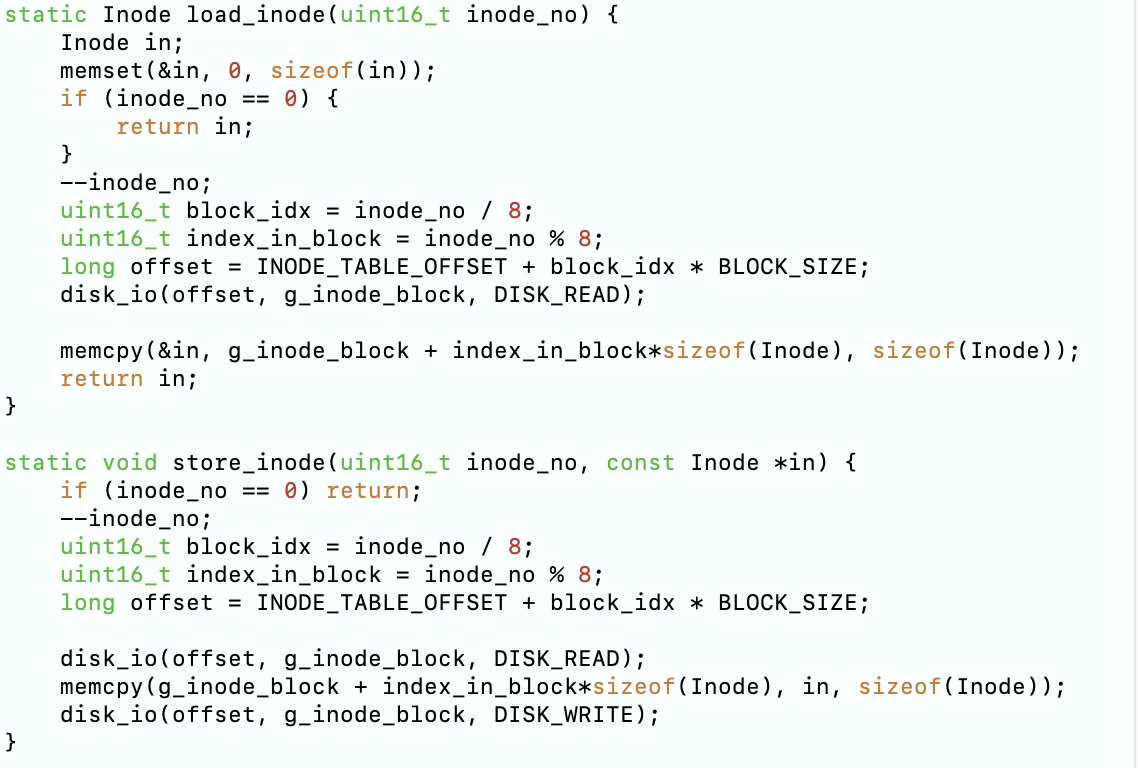 static Inode load_inode(uint16_t inode_no) {
    Inode in;
    memset(&in, 0, sizeof(in));
    if (inode_no == 0) {
        return in;
    }
    --inode_no;
    uint16_t block_idx = inode_no / 8;
    uint16_t index_in_block = inode_no % 8;
    long offset = INODE_TABLE_OFFSET + block_idx * BLOCK_SIZE;
    disk_io(offset, g_inode_block, DISK_READ);

    memcpy(&in, g_inode_block + index_in_block*sizeof(Inode), sizeof(Inode));
    return in;
}

static void store_inode(uint16_t inode_no, const Inode *in) {
    if (inode_no == 0) return;
    --inode_no;
    uint16_t block_idx = inode_no / 8;
    uint16_t index_in_block = inode_no % 8;
    long offset = INODE_TABLE_OFFSET + block_idx * BLOCK_SIZE;

    disk_io(offset, g_inode_block, DISK_READ);
    memcpy(g_inode_block + index_in_block*sizeof(Inode), in, sizeof(Inode));
    disk_io(offset, g_inode_block, DISK_WRITE);
}